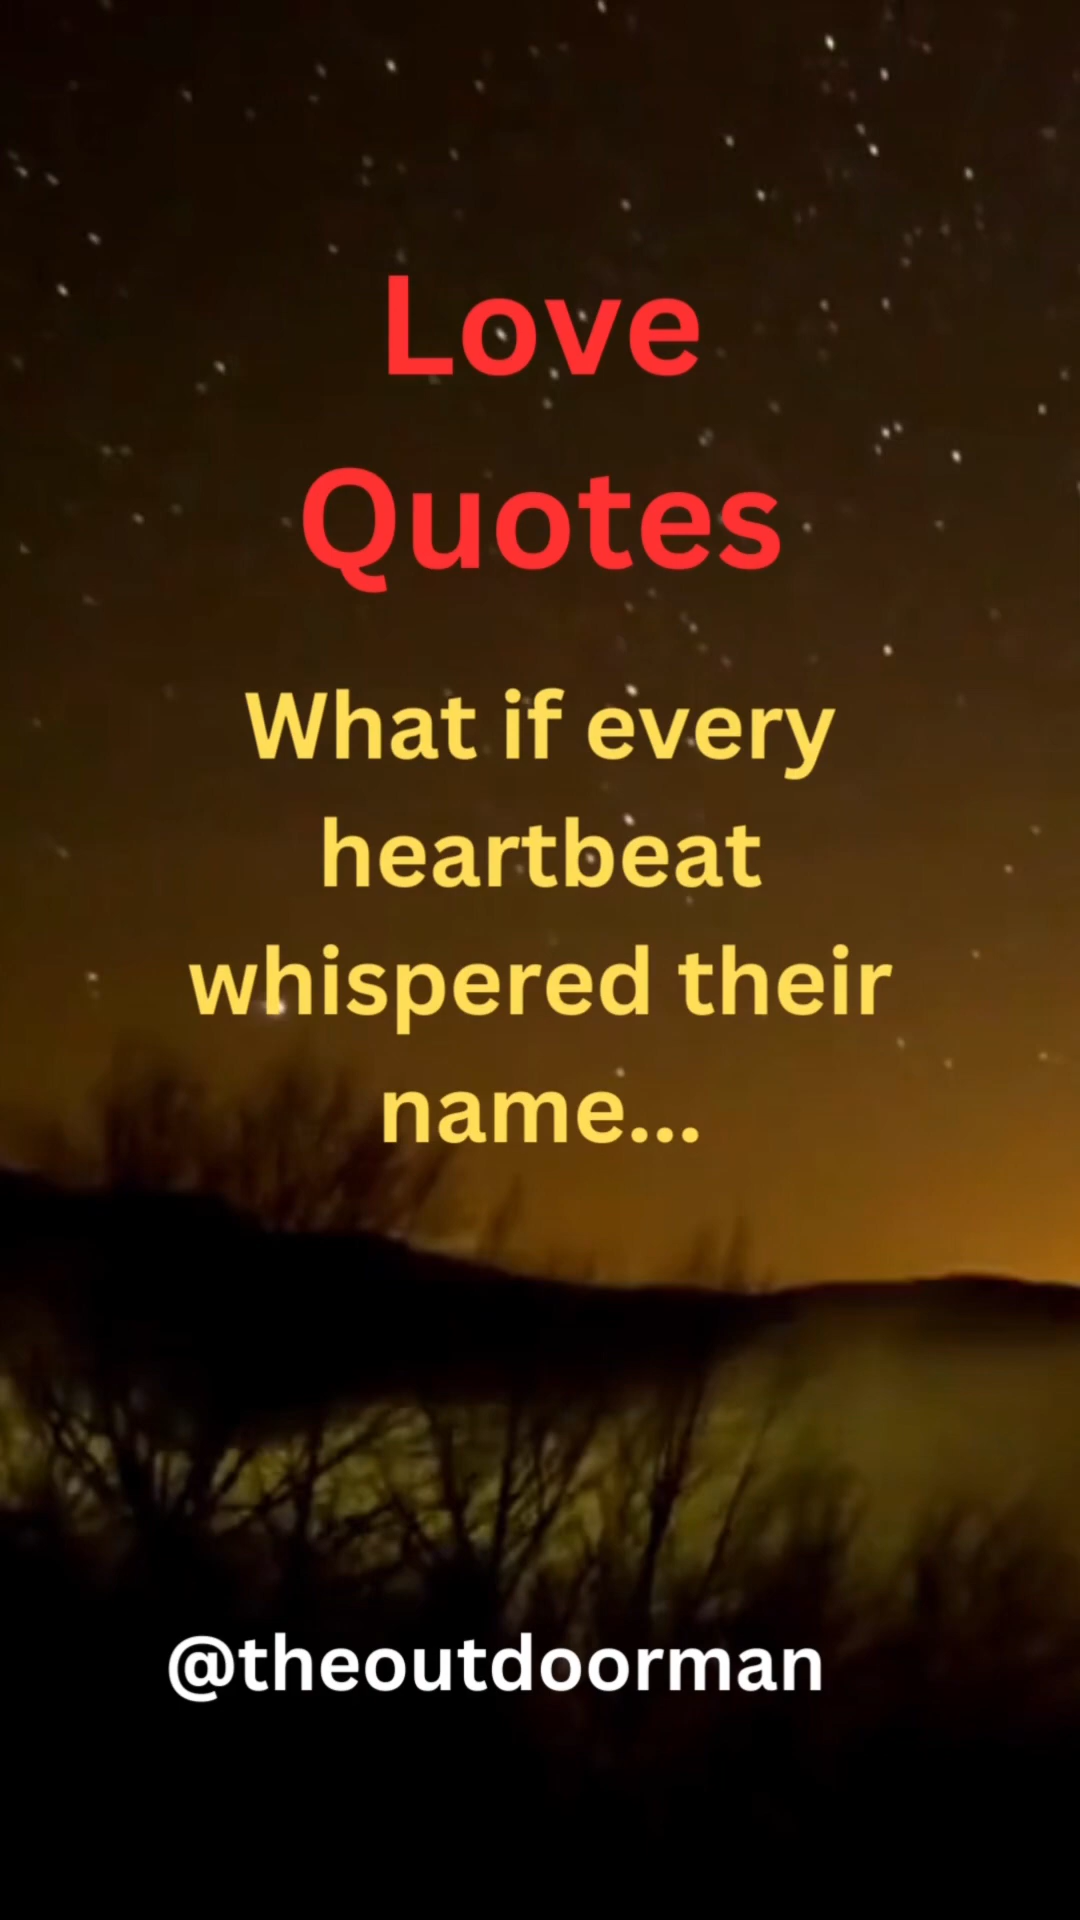 Love
Quotes
What if every
heartbeat
whispered their
name...
@theoutdoorman